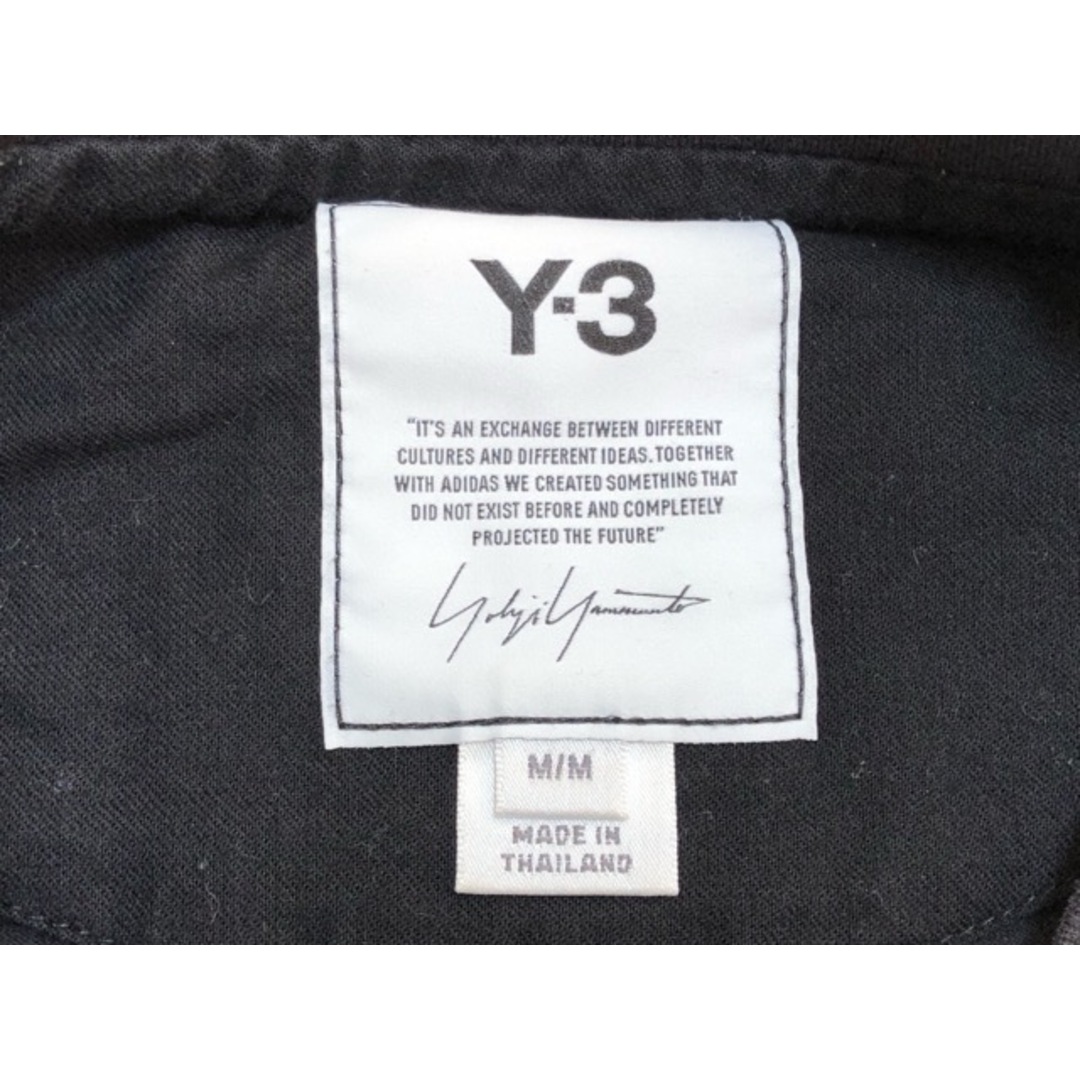 Y-3
“IT'S AN EXCHANGE BETWEEN DIFFERENT
CULTURES AND DIFFERENT IDEAS. TOGETHER
WITH ADIDAS WE CREATED SOMETHING THAT
DID NOT EXIST BEFORE AND COMPLETELY
PROJECTED THE FUTURE”
Yohji Yamamoto
M/M
MADE IN
THAILAND